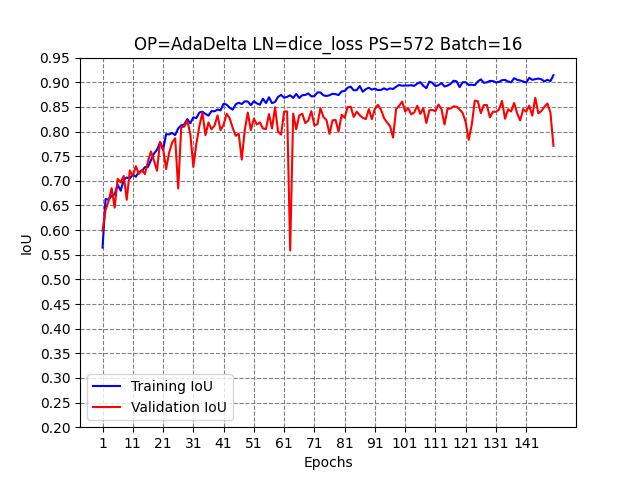 OP=AdaDelta LN=dice_loss PS=572 Batch=16
0.95
0.90
0.85
0.80
0.75
0.70
0.65
0.60
0.55
0.50
0.45
0.40
0.35
0.30
0.25
0.20
IoU
Training IoU
Validation IoU
1 11 21 31 41 51 61 71 81 91 101 111 121 131 141
Epochs